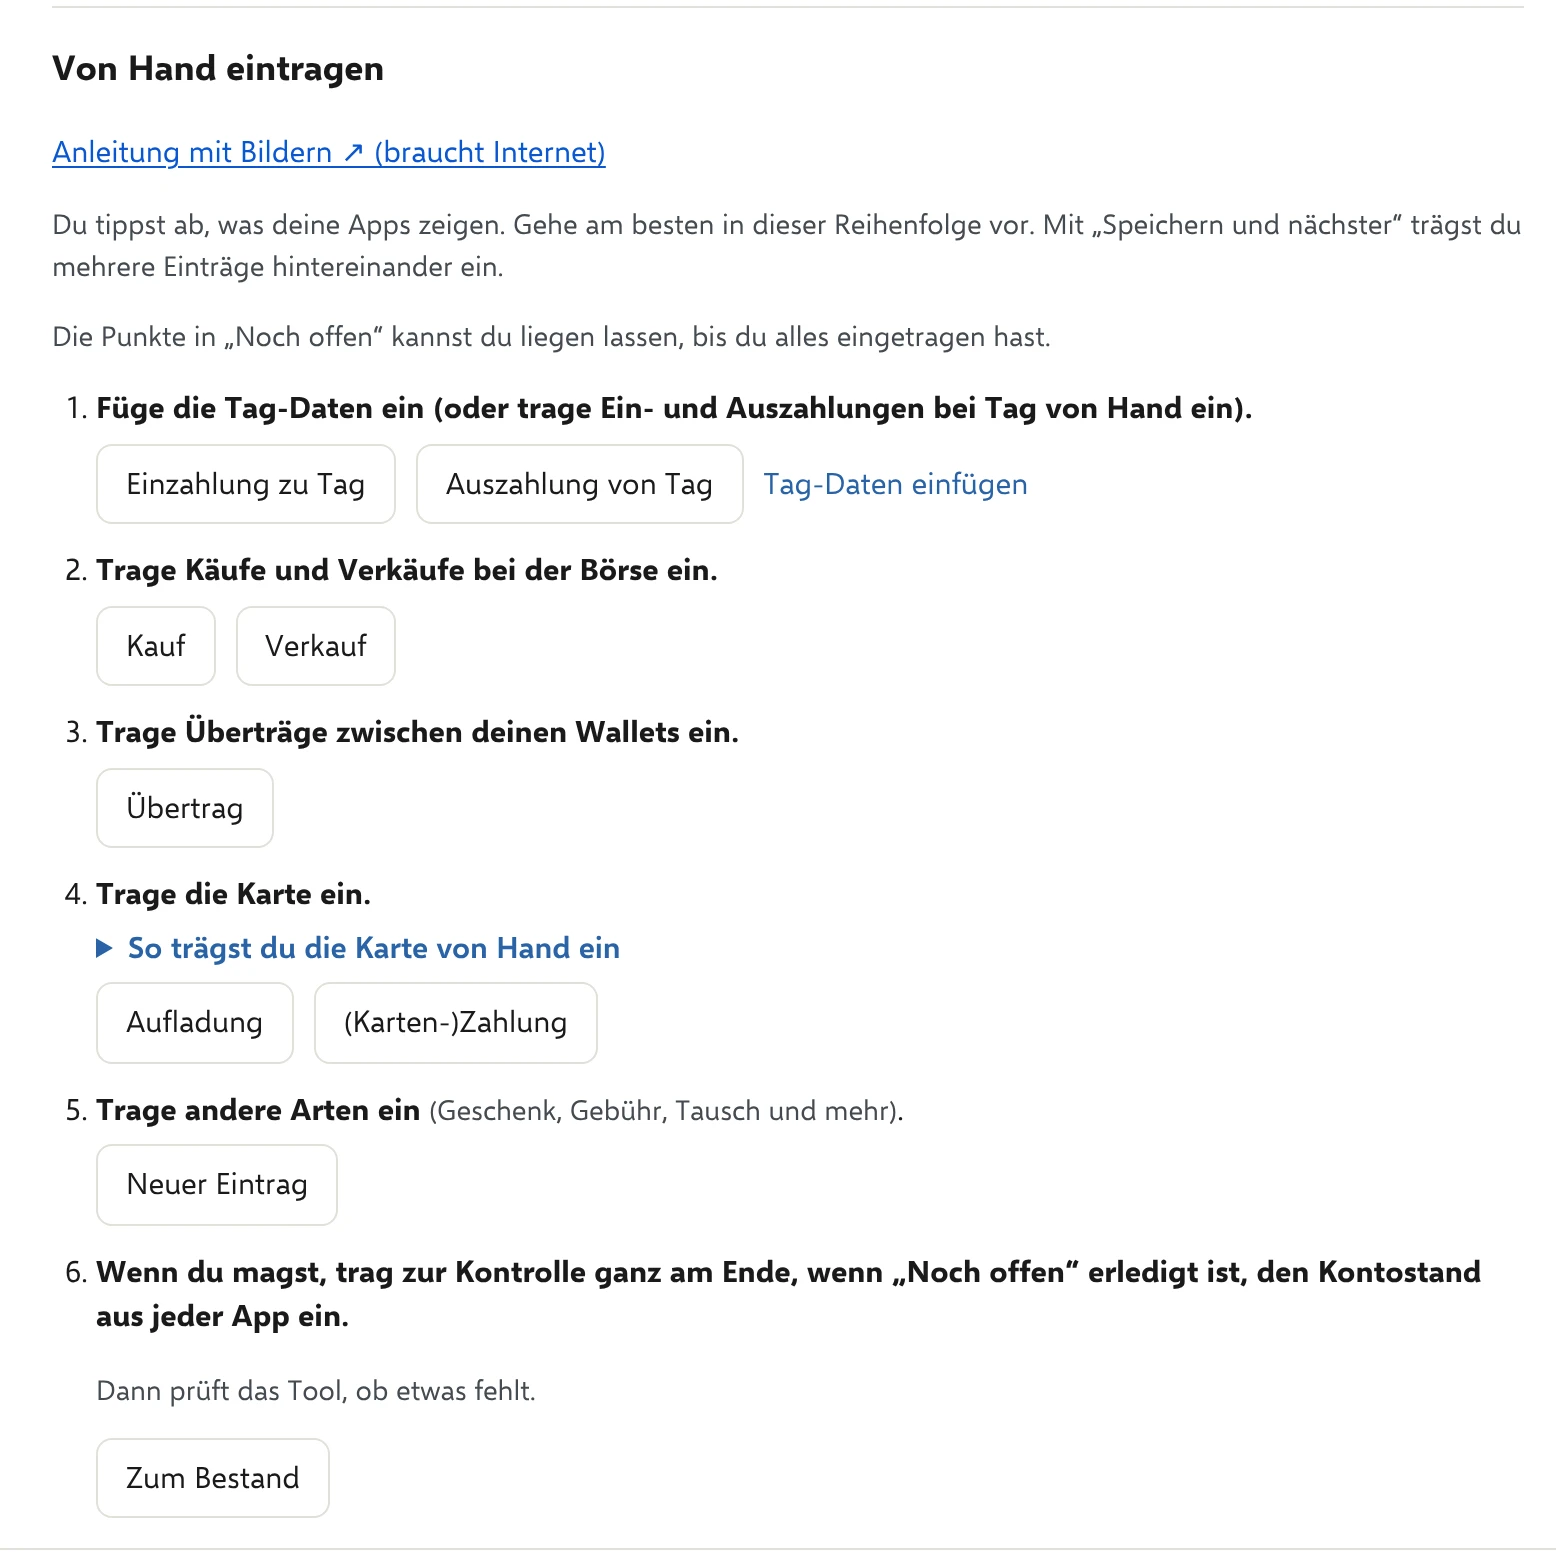 Von Hand eintragen
Anleitung mit Bildern ↗ (braucht Internet)
Du tippst ab, was deine Apps zeigen. Gehe am besten in dieser Reihenfolge vor. Mit „Speichern und nächster“ trägst du
mehrere Einträge hintereinander ein.
Die Punkte in „Noch offen“ kannst du liegen lassen, bis du alles eingetragen hast.
1. Füge die Tag-Daten ein (oder trage Ein- und Auszahlungen bei Tag von Hand ein).
Einzahlung zu Tag Auszahlung von Tag Tag-Daten einfügen
2. Trage Käufe und Verkäufe bei der Börse ein.
Kauf Verkauf
3. Trage Überträge zwischen deinen Wallets ein.
Übertrag
4. Trage die Karte ein.
▶ So trägst du die Karte von Hand ein
Aufladung (Karten-)Zahlung
5. Trage andere Arten ein (Geschenk, Gebühr, Tausch und mehr).
Neuer Eintrag
6. Wenn du magst, trag zur Kontrolle ganz am Ende, wenn „Noch offen“ erledigt ist, den Kontostand
aus jeder App ein.
Dann prüft das Tool, ob etwas fehlt.
Zum Bestand